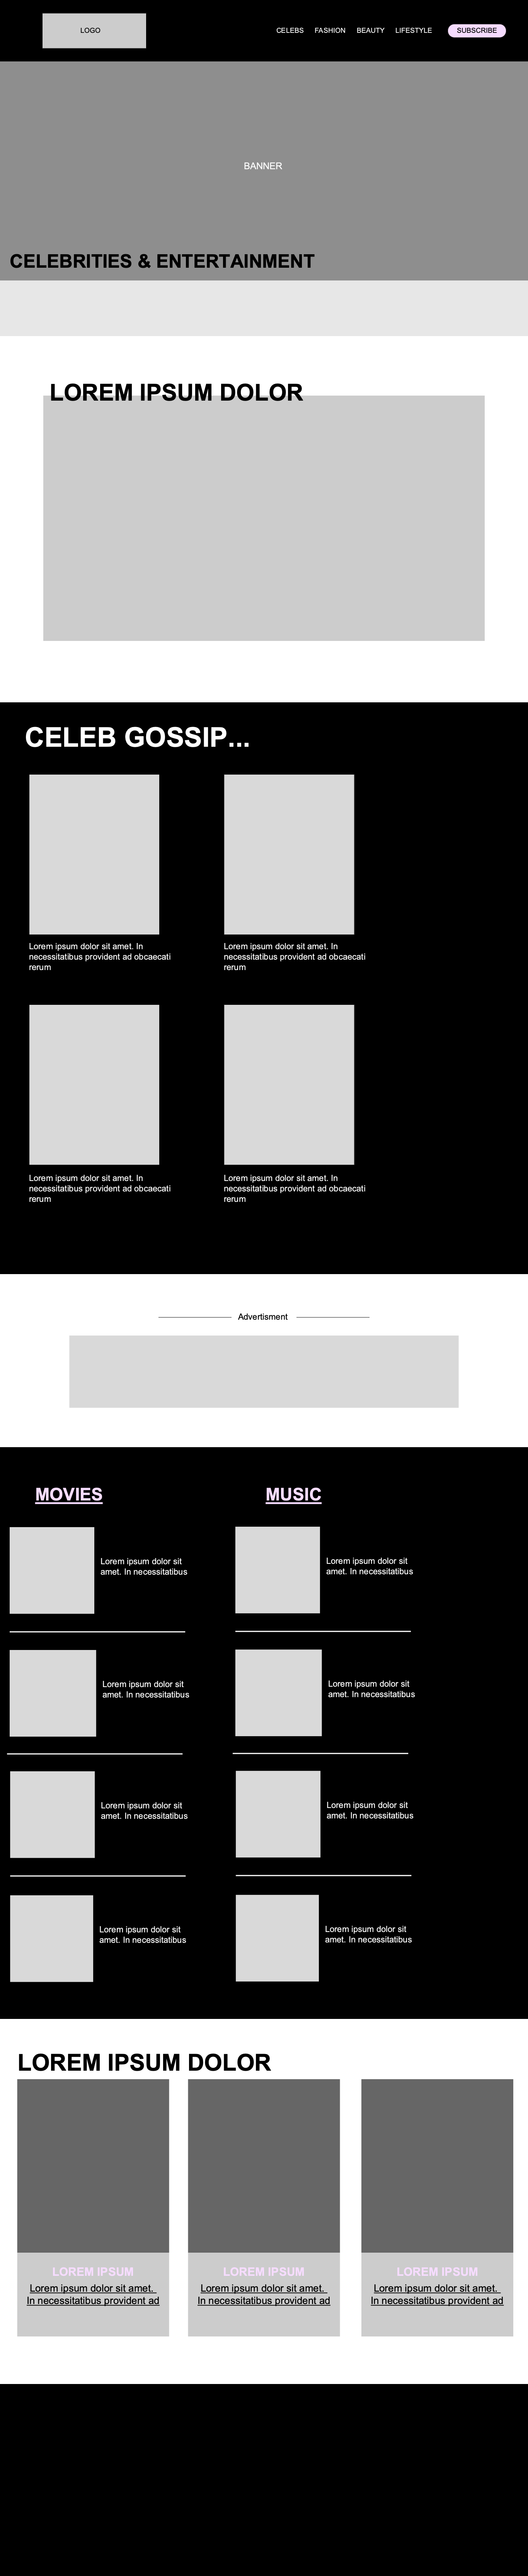 LOGO
CELEBS
FASHION
BEAUTY
LIFESTYLE
SUBSCRIBE
BANNER
CELEBRITIES & ENTERTAINMENT
LOREM IPSUM DOLOR
CELEB GOSSIP...
Lorem ipsum dolor sit amet. In
necessitatibus provident ad obcaecati
rerum
Lorem ipsum dolor sit amet. In
necessitatibus provident ad obcaecati
rerum
Lorem ipsum dolor sit amet. In
necessitatibus provident ad obcaecati
rerum
Lorem ipsum dolor sit amet. In
necessitatibus provident ad obcaecati
rerum
Advertisment
MOVIES
Lorem ipsum dolor sit
amet. In necessitatibus
Lorem ipsum dolor sit
amet. In necessitatibus
Lorem ipsum dolor sit
amet. In necessitatibus
Lorem ipsum dolor sit
amet. In necessitatibus
MUSIC
Lorem ipsum dolor sit
amet. In necessitatibus
Lorem ipsum dolor sit
amet. In necessitatibus
Lorem ipsum dolor sit
amet. In necessitatibus
Lorem ipsum dolor sit
amet. In necessitatibus
LOREM IPSUM DOLOR
LOREM IPSUM
Lorem ipsum dolor sit amet.
In necessitatibus provident ad
LOREM IPSUM
Lorem ipsum dolor sit amet.
In necessitatibus provident ad
LOREM IPSUM
Lorem ipsum dolor sit amet.
In necessitatibus provident ad